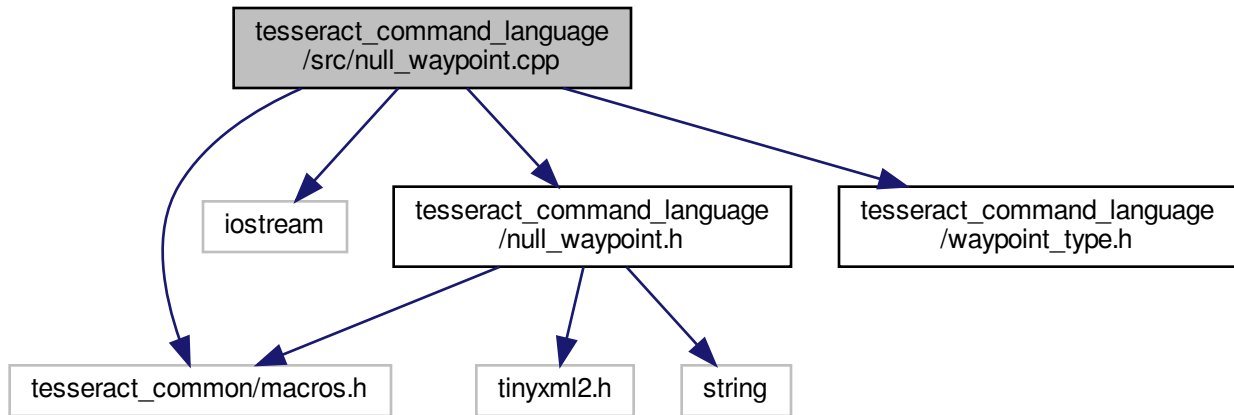 tesseract_command_language
/src/null_waypoint.cpp
iostream
tesseract_command_language
/null_waypoint.h
tesseract_command_language
/waypoint_type.h
tesseract_common/macros.h
tinyxml2.h
string